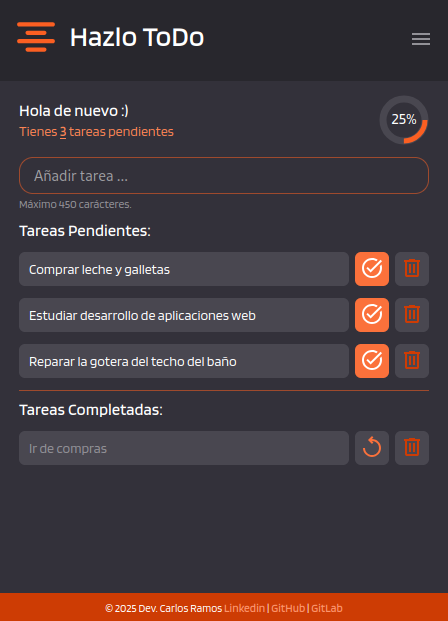 Hazlo ToDo
Hola de nuevo :)
25%
Tienes 3 tareas pendientes
Añadir tarea ...
Máximo 450 carácteres.
Tareas Pendientes:
Comprar leche y galletas
Estudiar desarrollo de aplicaciones web
Reparar la gotera del techo del baño
Tareas Completadas:
Ir de compras
© 2025 Dev. Carlos Ramos Linkedin | GitHub | GitLab